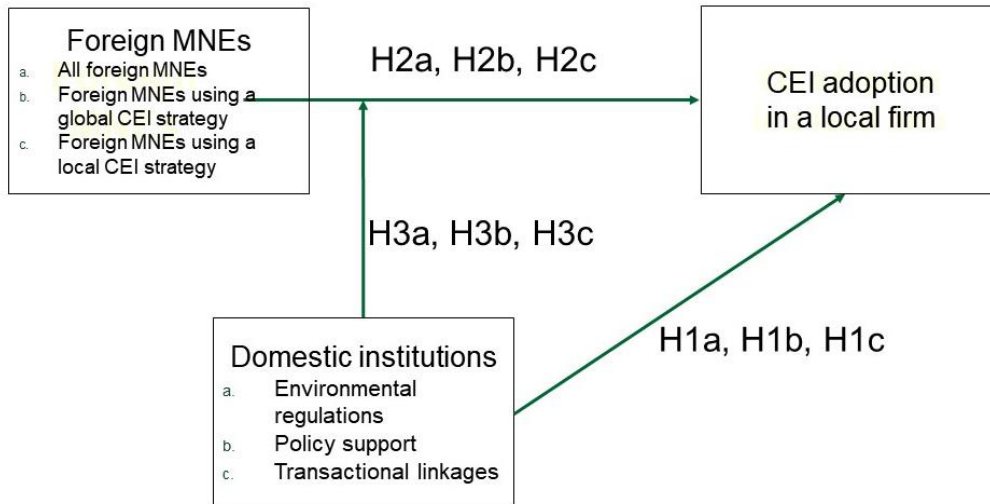 Foreign MNEs
a. All foreign MNEs
b. Foreign MNEs using a
global CEI strategy
c. Foreign MNEs using a
local CEI strategy
H2a, H2b, H2c
CEI adoption
in a local firm
H3a, H3b, H3c
H1a, H1b, H1c
Domestic institutions
a. Environmental
regulations
b. Policy support
c. Transactional linkages